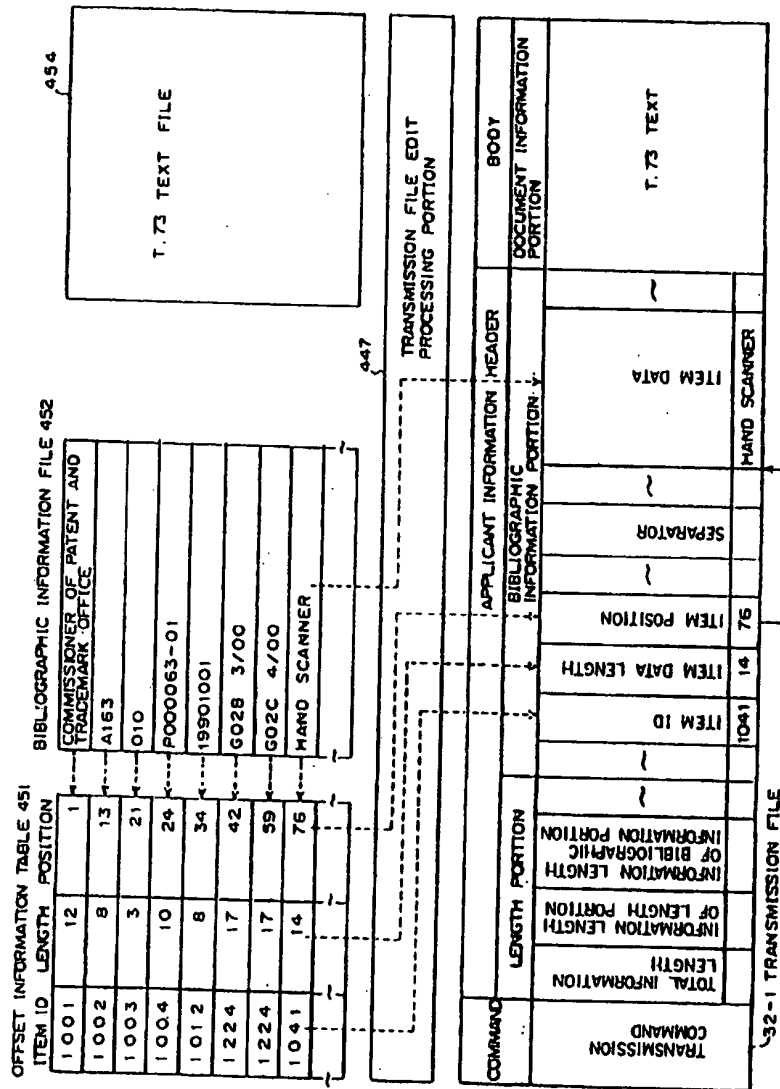 OFFSET INFORMATION TABLE 451
ITEM ID LENGTH POSITION
1001 12 1
1002 8 13
1003 3 21
1004 10 24
1012 8 34
1224 17 42
1224 17 59
1041 14 76
BIBLIOGRAPHIC INFORMATION FILE 452
COMMISSIONER OF PATENT AND
TRADEMARK OFFICE
A163
010
P000063-01
19901001
G02B 3/00
G02C 4/00
HAND SCANNER
454
T.73 TEXT FILE
447
TRANSMISSION FILE EDIT
PROCESSING PORTION
COMMAND
APPLICANT INFORMATION HEADER
BODY
LENGTH PORTION
BIBLIOGRAPHIC
INFORMATION PORTION
DOCUMENT INFORMATION
PORTION
TRANSMISSION
COMMAND
TOTAL INFORMATION
LENGTH
INFORMATION LENGTH
OF LENGTH PORTION
INFORMATION LENGTH
OF BIBLIOGRAPHIC
INFORMATION PORTION
~
~
ITEM ID
ITEM DATA LENGTH
ITEM POSITION
~
SEPARATOR
~
ITEM DATA
~
T.73 TEXT
1041 14 76
HAND SCANNER
32-1 TRANSMISSION FILE